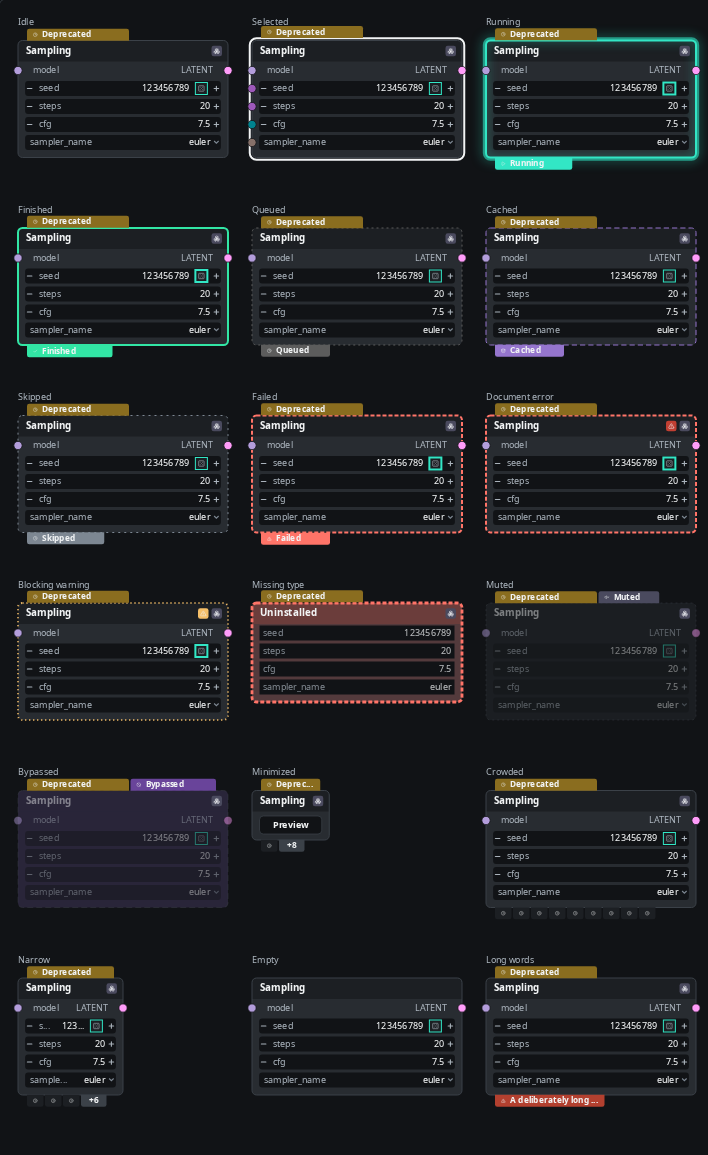 Idle
Deprecated
Sampling
model LATENT
− seed 123456789 +
− steps 20 +
− cfg 7.5 +
sampler_name euler
Selected
Deprecated
Sampling
model LATENT
− seed 123456789 +
− steps 20 +
− cfg 7.5 +
sampler_name euler
Running
Deprecated
Sampling
model LATENT
− seed 123456789 +
− steps 20 +
− cfg 7.5 +
sampler_name euler
Running
Finished
Deprecated
Sampling
model LATENT
− seed 123456789 +
− steps 20 +
− cfg 7.5 +
sampler_name euler
Finished
Queued
Deprecated
Sampling
model LATENT
− seed 123456789 +
− steps 20 +
− cfg 7.5 +
sampler_name euler
Queued
Cached
Deprecated
Sampling
model LATENT
− seed 123456789 +
− steps 20 +
− cfg 7.5 +
sampler_name euler
Cached
Skipped
Deprecated
Sampling
model LATENT
− seed 123456789 +
− steps 20 +
− cfg 7.5 +
sampler_name euler
Skipped
Failed
Deprecated
Sampling
model LATENT
− seed 123456789 +
− steps 20 +
− cfg 7.5 +
sampler_name euler
Failed
Document error
Deprecated
Sampling
model LATENT
− seed 123456789 +
− steps 20 +
− cfg 7.5 +
sampler_name euler
Blocking warning
Deprecated
Sampling
model LATENT
− seed 123456789 +
− steps 20 +
− cfg 7.5 +
sampler_name euler
Missing type
Deprecated
Uninstalled
seed 123456789
steps 20
cfg 7.5
sampler_name euler
Muted
Deprecated Muted
Sampling
model LATENT
− seed 123456789 +
− steps 20 +
− cfg 7.5 +
sampler_name euler
Bypassed
Deprecated Bypassed
Sampling
model LATENT
− seed 123456789 +
− steps 20 +
− cfg 7.5 +
sampler_name euler
Minimized
Deprec...
Sampling
Preview
+8
Crowded
Deprecated
Sampling
model LATENT
− seed 123456789 +
− steps 20 +
− cfg 7.5 +
sampler_name euler
Narrow
Deprecated
Sampling
model LATENT
− s... 123... +
− steps 20 +
− cfg 7.5 +
sample... euler
+6
Empty
Sampling
model LATENT
− seed 123456789 +
− steps 20 +
− cfg 7.5 +
sampler_name euler
Long words
Deprecated
Sampling
model LATENT
− seed 123456789 +
− steps 20 +
− cfg 7.5 +
sampler_name euler
A deliberately long ...